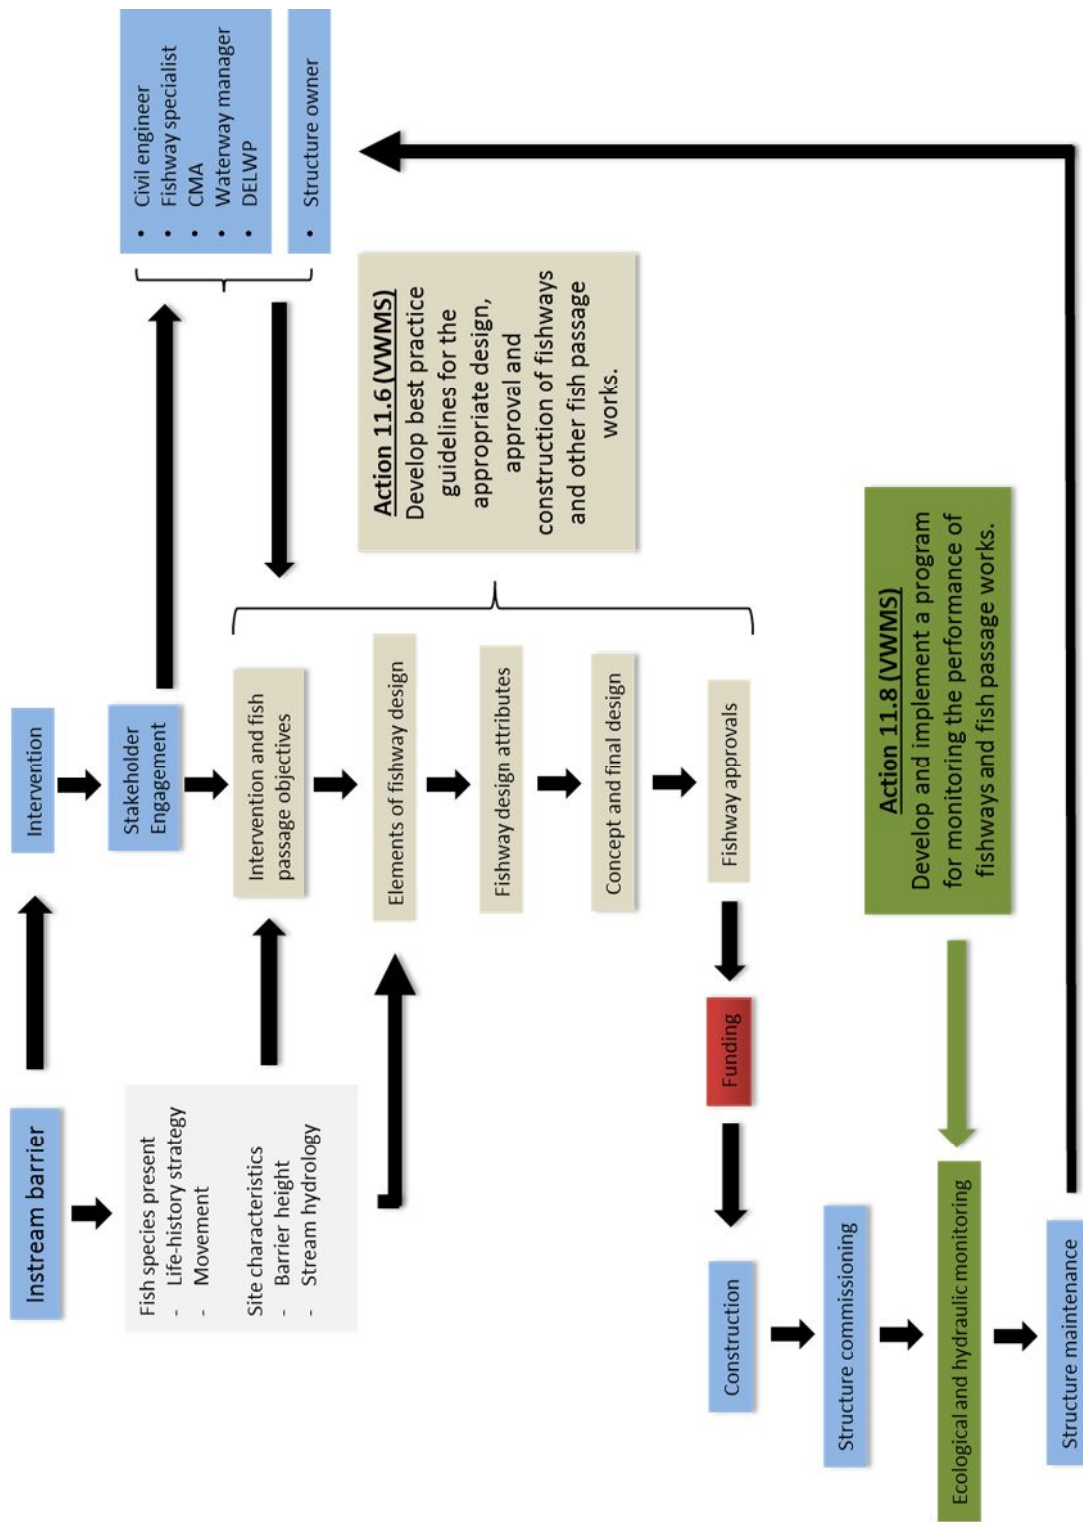 Instream barrier
Intervention
Fish species present
- Life-history strategy
- Movement
Site characteristics
- Barrier height
- Stream hydrology
Stakeholder
Engagement
• Civil engineer
• Fishway specialist
• CMA
• Waterway manager
• DELWP
• Structure owner
Intervention and fish
passage objectives
Elements of fishway design
Fishway design attributes
Concept and final design
Fishway approvals
Action 11.6 (VWMS)
Develop best practice
guidelines for the
appropriate design,
approval and
construction of fishways
and other fish passage
works.
Funding
Construction
Structure commissioning
Ecological and hydraulic monitoring
Structure maintenance
Action 11.8 (VWMS)
Develop and implement a program
for monitoring the performance of
fishways and fish passage works.